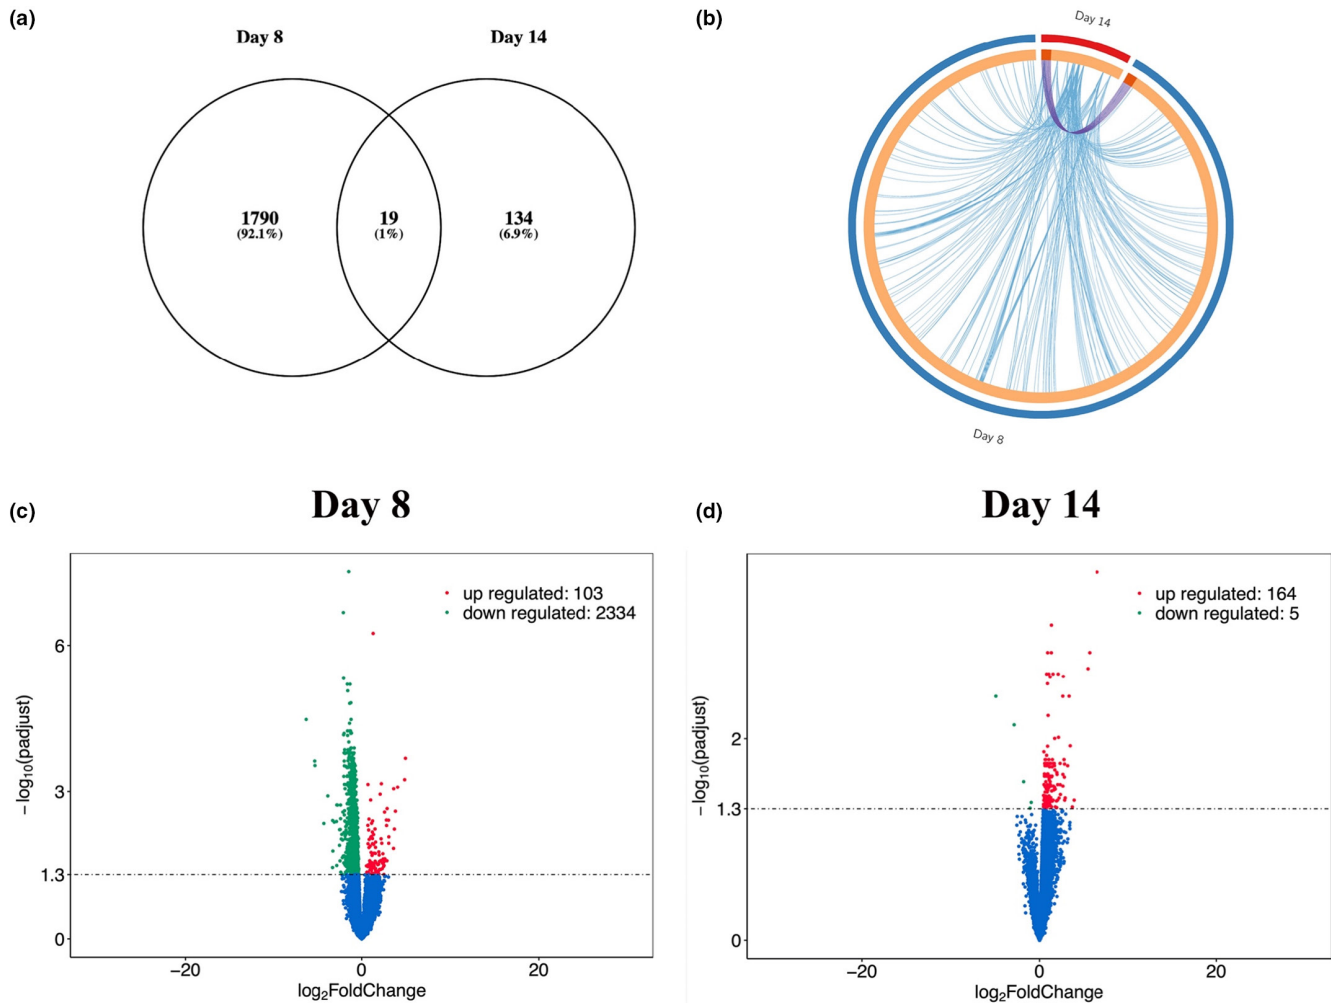 (a)
Day 8
Day 14
1790
(92.1%)
19
(1%)
134
(6.9%)
(b)
Day 14
Day 8
(c)
Day 8
up regulated: 103
down regulated: 2334
6
3
1.3
0
−log10(padjust)
−20
0
20
log2FoldChange
(d)
Day 14
up regulated: 164
down regulated: 5
2
1.3
0
−log10(padjust)
−20
0
20
log2FoldChange